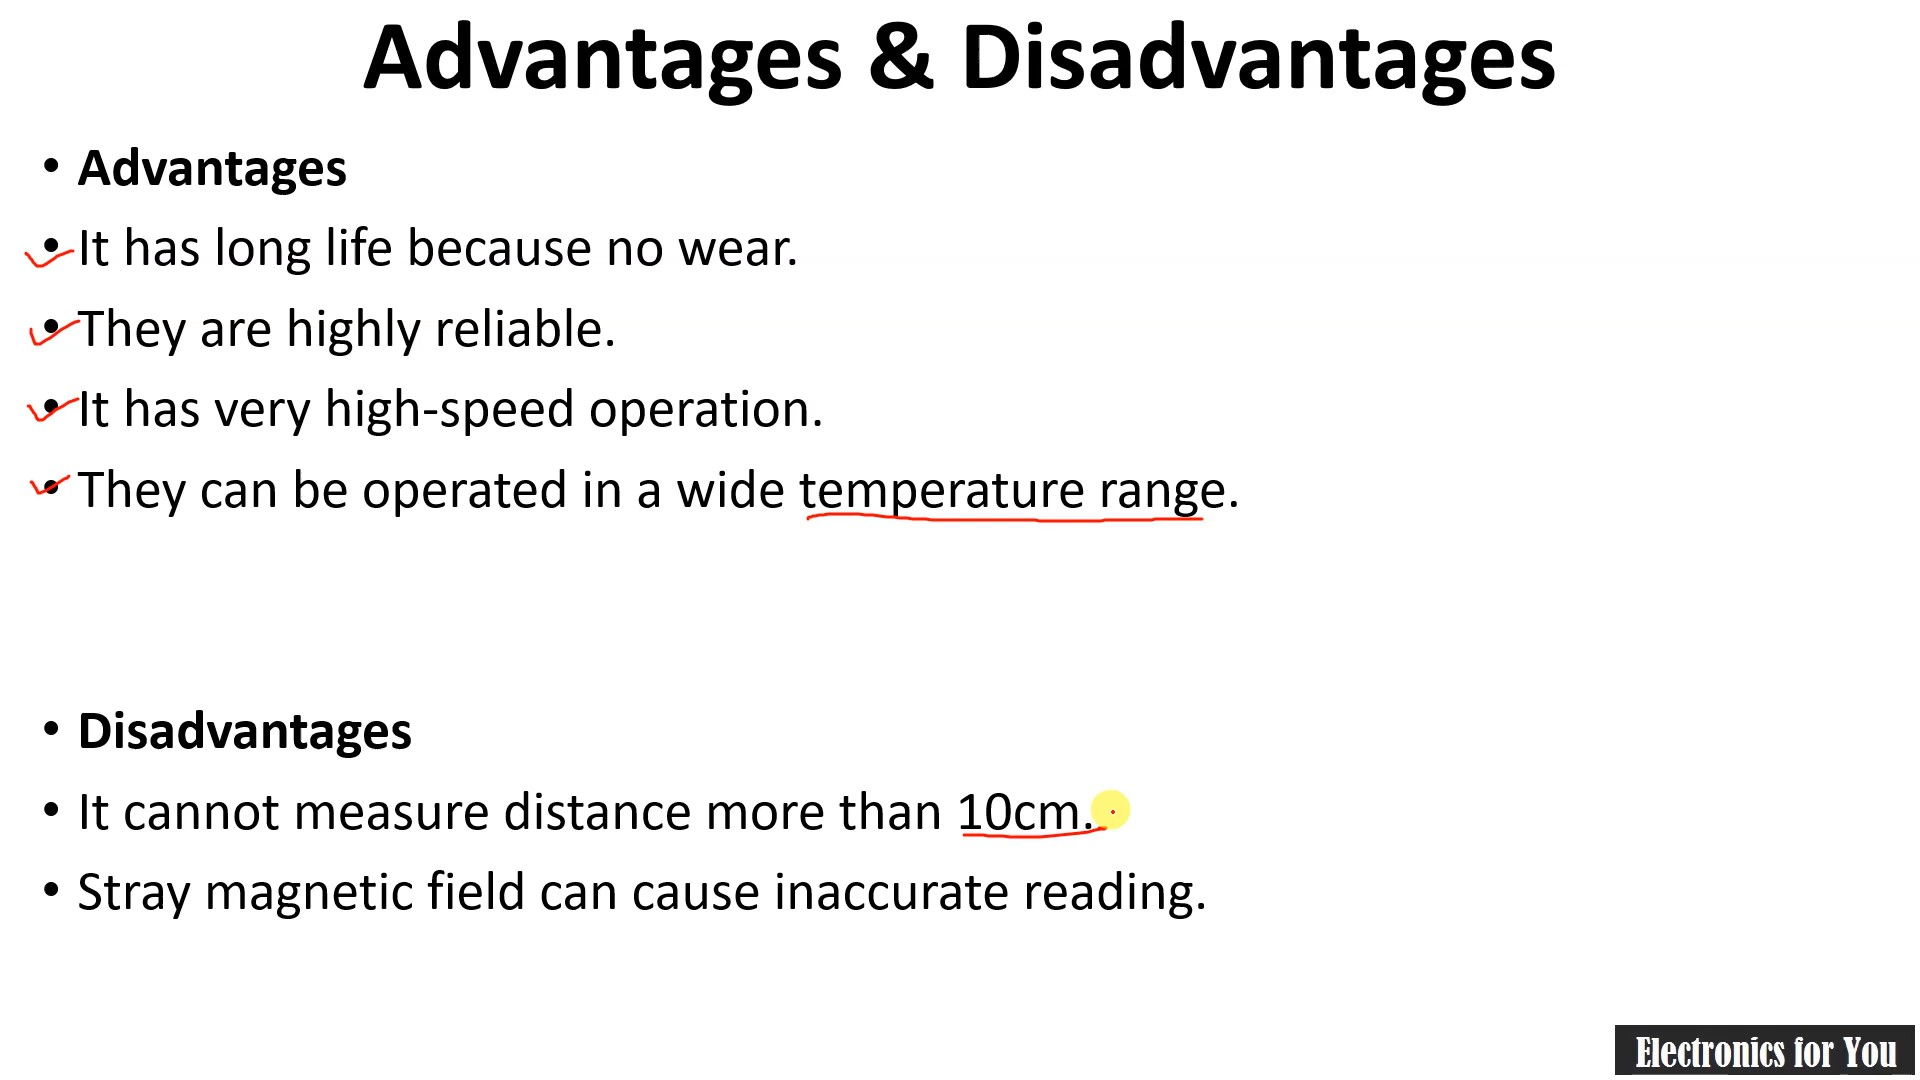 Advantages & Disadvantages
• Advantages
• It has long life because no wear.
• They are highly reliable.
• It has very high-speed operation.
• They can be operated in a wide temperature range.
• Disadvantages
• It cannot measure distance more than 10cm.
• Stray magnetic field can cause inaccurate reading.
Electronics for You